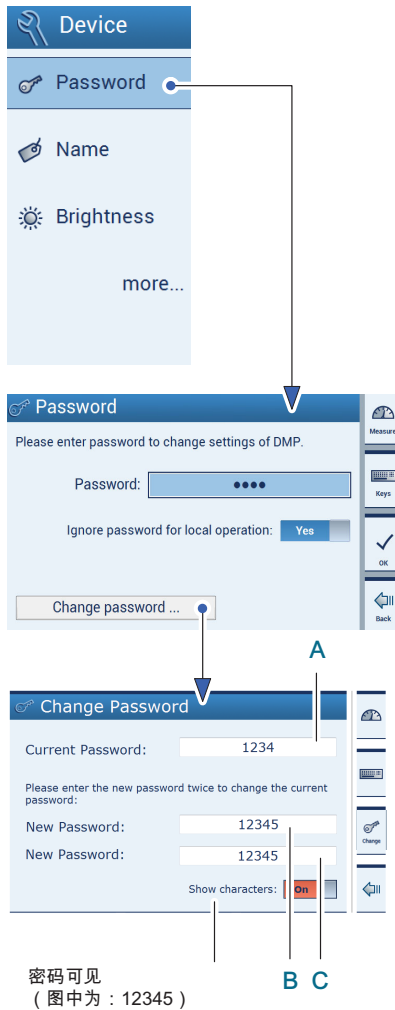 Device
Password
Name
Brightness
more...
Password
Please enter password to change settings of DMP.
Password: ••••
Ignore password for local operation: Yes
Change password ...
Measure
Keys
OK
Back
A
Change Password
Current Password: 1234
Please enter the new password twice to change the current
password:
New Password: 12345
New Password: 12345
Show characters: On
Change
B C
密码可见
（图中为：12345）